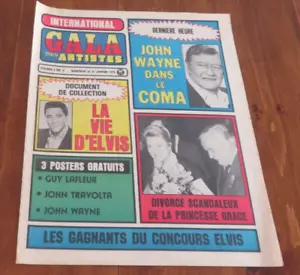 INTERNATIONAL
GALA
DES
ARTISTES
DERNIÈRE HEURE
JOHN
WAYNE
DANS
LE
COMA
DOCUMENT
DE COLLECTION
LA
VIE
D'ELVIS
3 POSTERS GRATUITS
• GUY LAFLEUR
• JOHN TRAVOLTA
• JOHN WAYNE
DIVORCE SCANDALEUX
DE LA PRINCESSE GRACE
LES GAGNANTS DU CONCOURS ELVIS